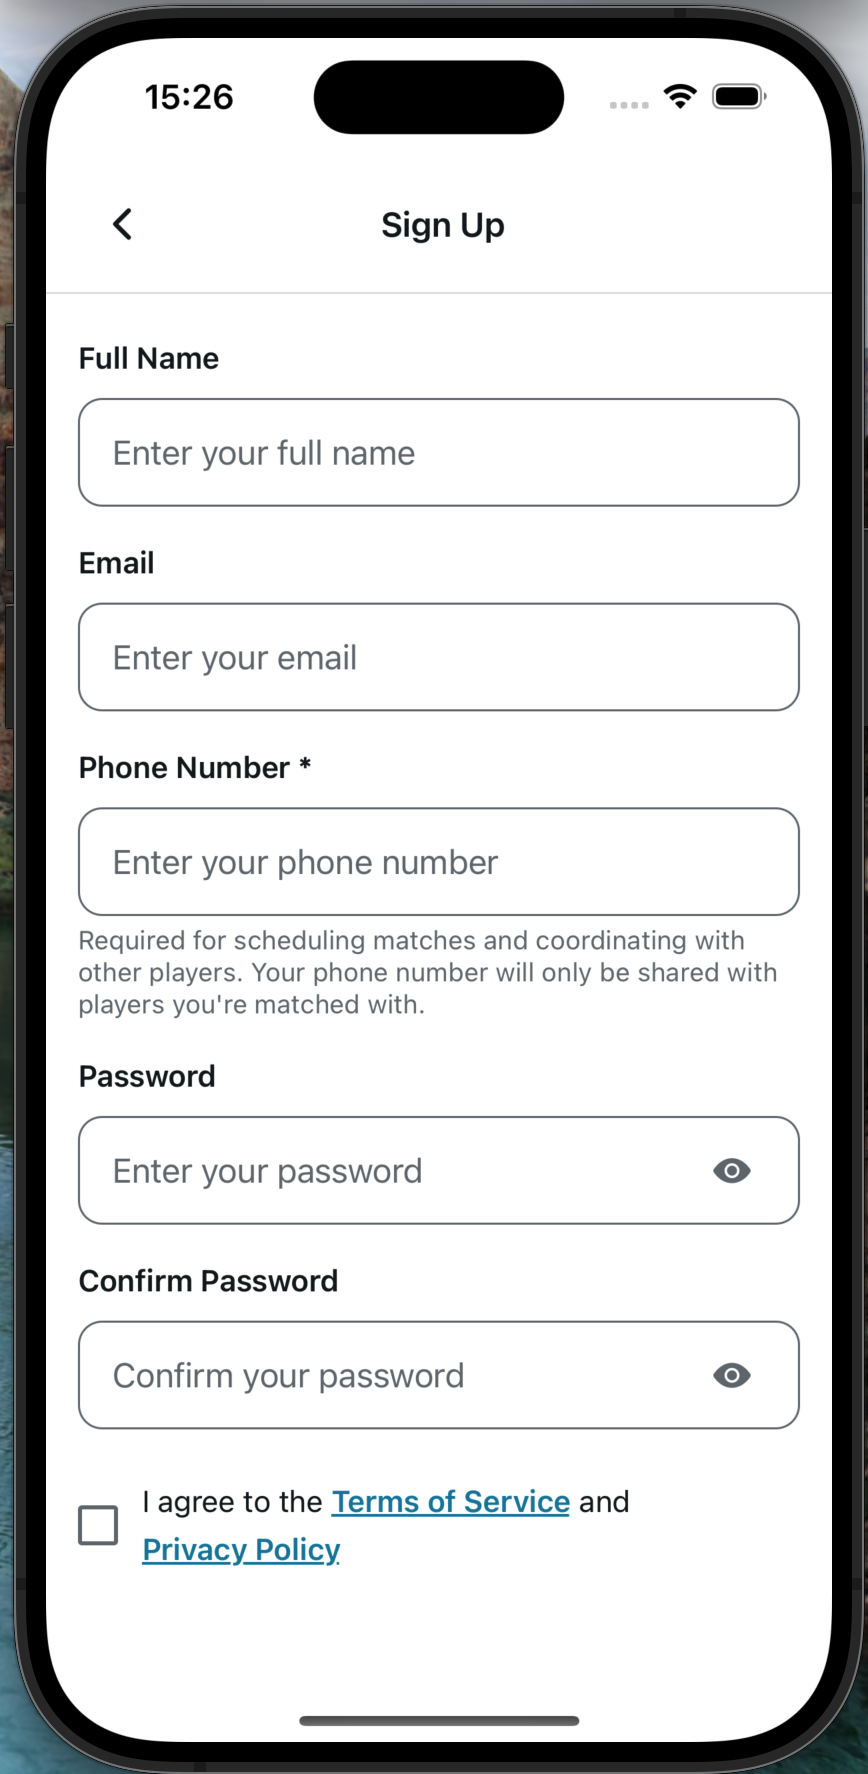 15:26
Sign Up
Full Name
Enter your full name
Email
Enter your email
Phone Number *
Enter your phone number
Required for scheduling matches and coordinating with
other players. Your phone number will only be shared with
players you're matched with.
Password
Enter your password
Confirm Password
Confirm your password
I agree to the Terms of Service and
Privacy Policy